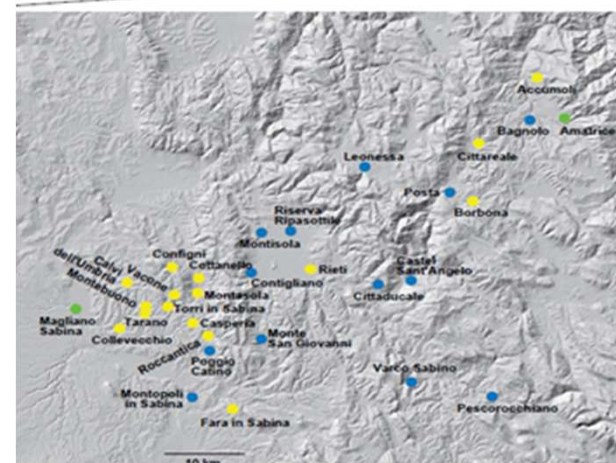 Accumoli
Bagnolo
Amatrice
Cittareale
Leonessa
Posta
Borbona
Riserva
Ripasottile
Montisola
Configni
Cottanello
Contigliano
Rieti
Castel
Sant'Angelo
Cittaducale
Calvi
dell'Umbria
Vacone
Montebuono
Montasola
Torri in Sabina
Magliano
Sabina
Tarano
Casperia
Collevecchio
Roccantica
Monte
San Giovanni
Poggio
Catino
Varco Sabino
Montopoli
in Sabina
Pescorocchiano
Fara in Sabina
10 km